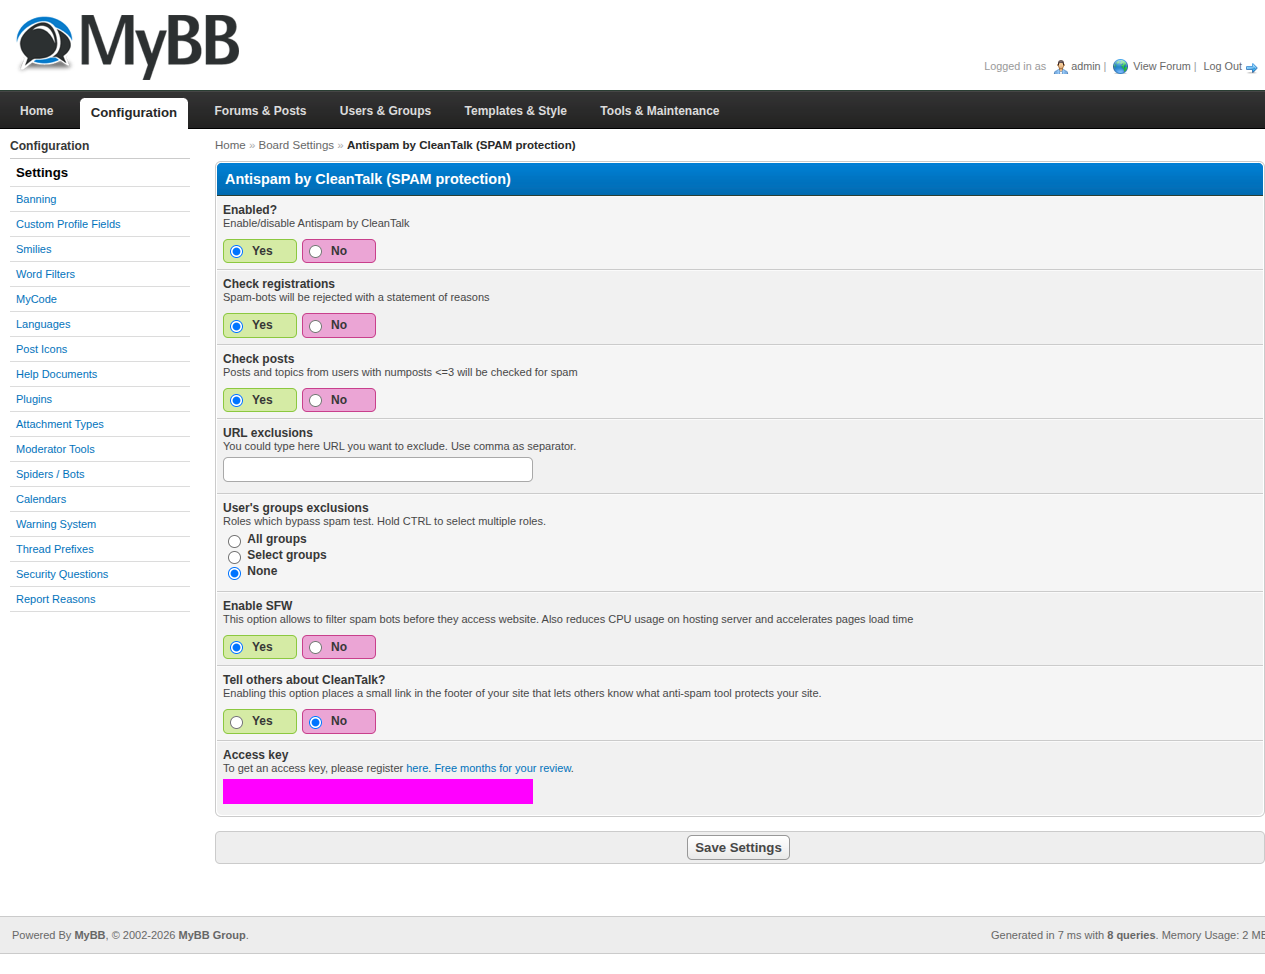 MyBB
Logged in as admin | View Forum | Log Out
Home Configuration Forums & Posts Users & Groups Templates & Style Tools & Maintenance
Configuration
Settings
Banning
Custom Profile Fields
Smilies
Word Filters
MyCode
Languages
Post Icons
Help Documents
Plugins
Attachment Types
Moderator Tools
Spiders / Bots
Calendars
Warning System
Thread Prefixes
Security Questions
Report Reasons
Home » Board Settings » Antispam by CleanTalk (SPAM protection)
Antispam by CleanTalk (SPAM protection)
Enabled?
Enable/disable Antispam by CleanTalk
Yes No
Check registrations
Spam-bots will be rejected with a statement of reasons
Yes No
Check posts
Posts and topics from users with numposts <=3 will be checked for spam
Yes No
URL exclusions
You could type here URL you want to exclude. Use comma as separator.
User's groups exclusions
Roles which bypass spam test. Hold CTRL to select multiple roles.
All groups
Select groups
None
Enable SFW
This option allows to filter spam bots before they access website. Also reduces CPU usage on hosting server and accelerates pages load time
Yes No
Tell others about CleanTalk?
Enabling this option places a small link in the footer of your site that lets others know what anti-spam tool protects your site.
Yes No
Access key
To get an access key, please register here. Free months for your review.
Save Settings
Powered By MyBB, © 2002-2026 MyBB Group.
Generated in 7 ms with 8 queries. Memory Usage: 2 MB